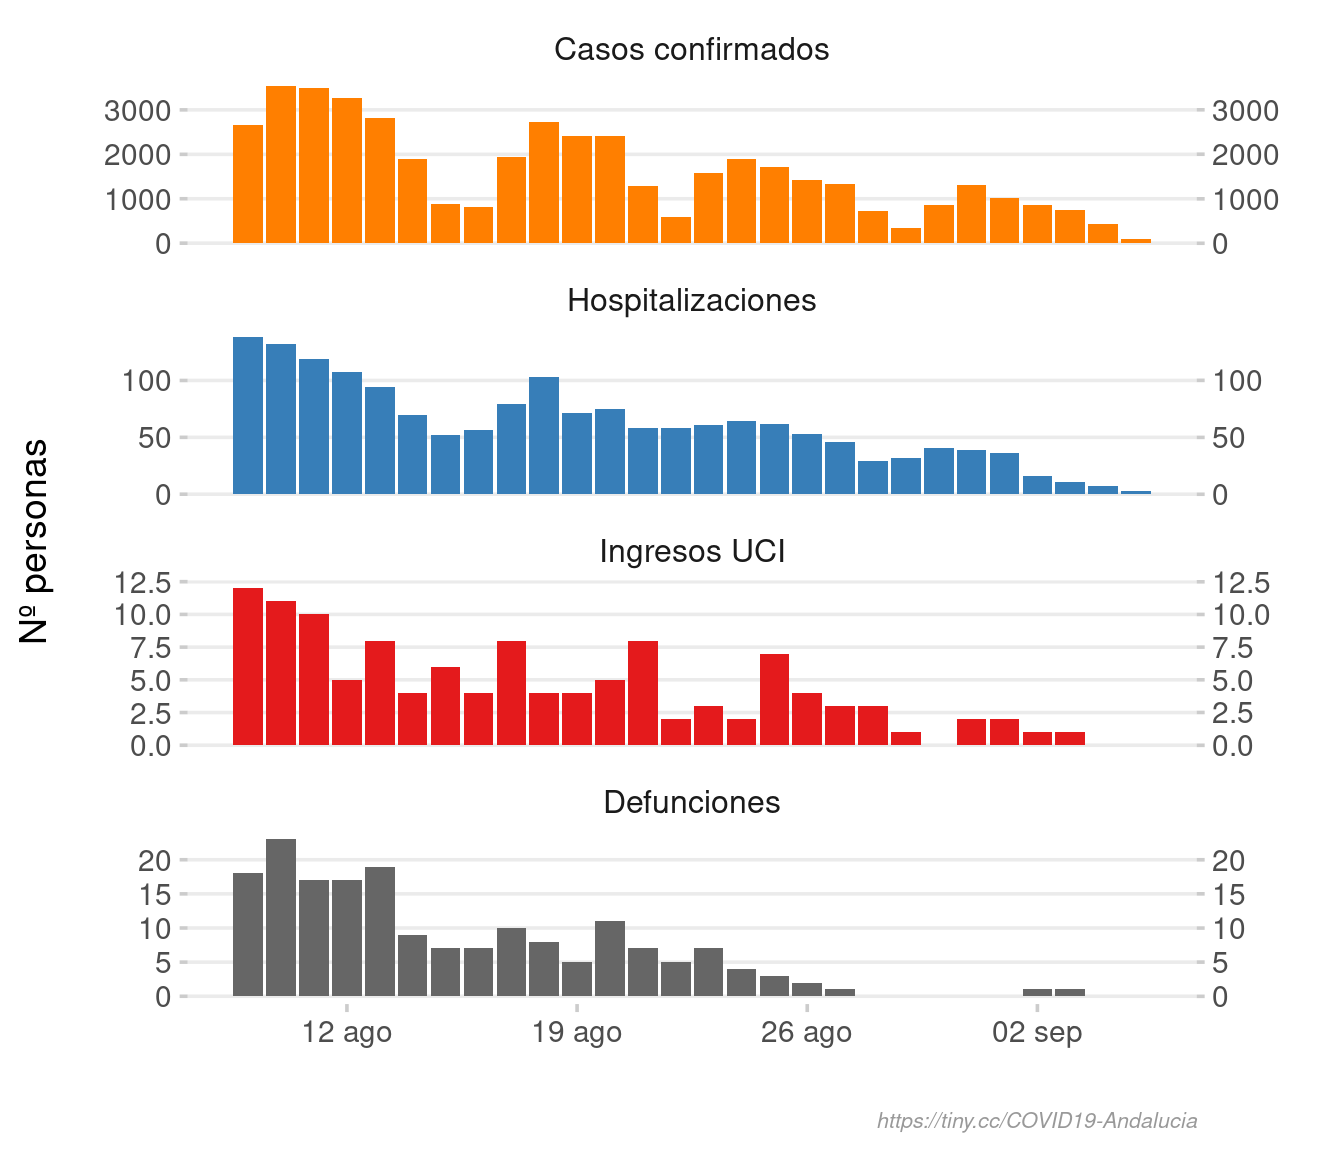 Casos confirmados
3000 3000
2000 2000
1000 1000
0 0
Hospitalizaciones
100 100
50 50
0 0
Nº personas
Ingresos UCI
12.5 12.5
10.0 10.0
7.5 7.5
5.0 5.0
2.5 2.5
0.0 0.0
Defunciones
20 20
15 15
10 10
5 5
0 0
12 ago 19 ago 26 ago 02 sep
https://tiny.cc/COVID19-Andalucia